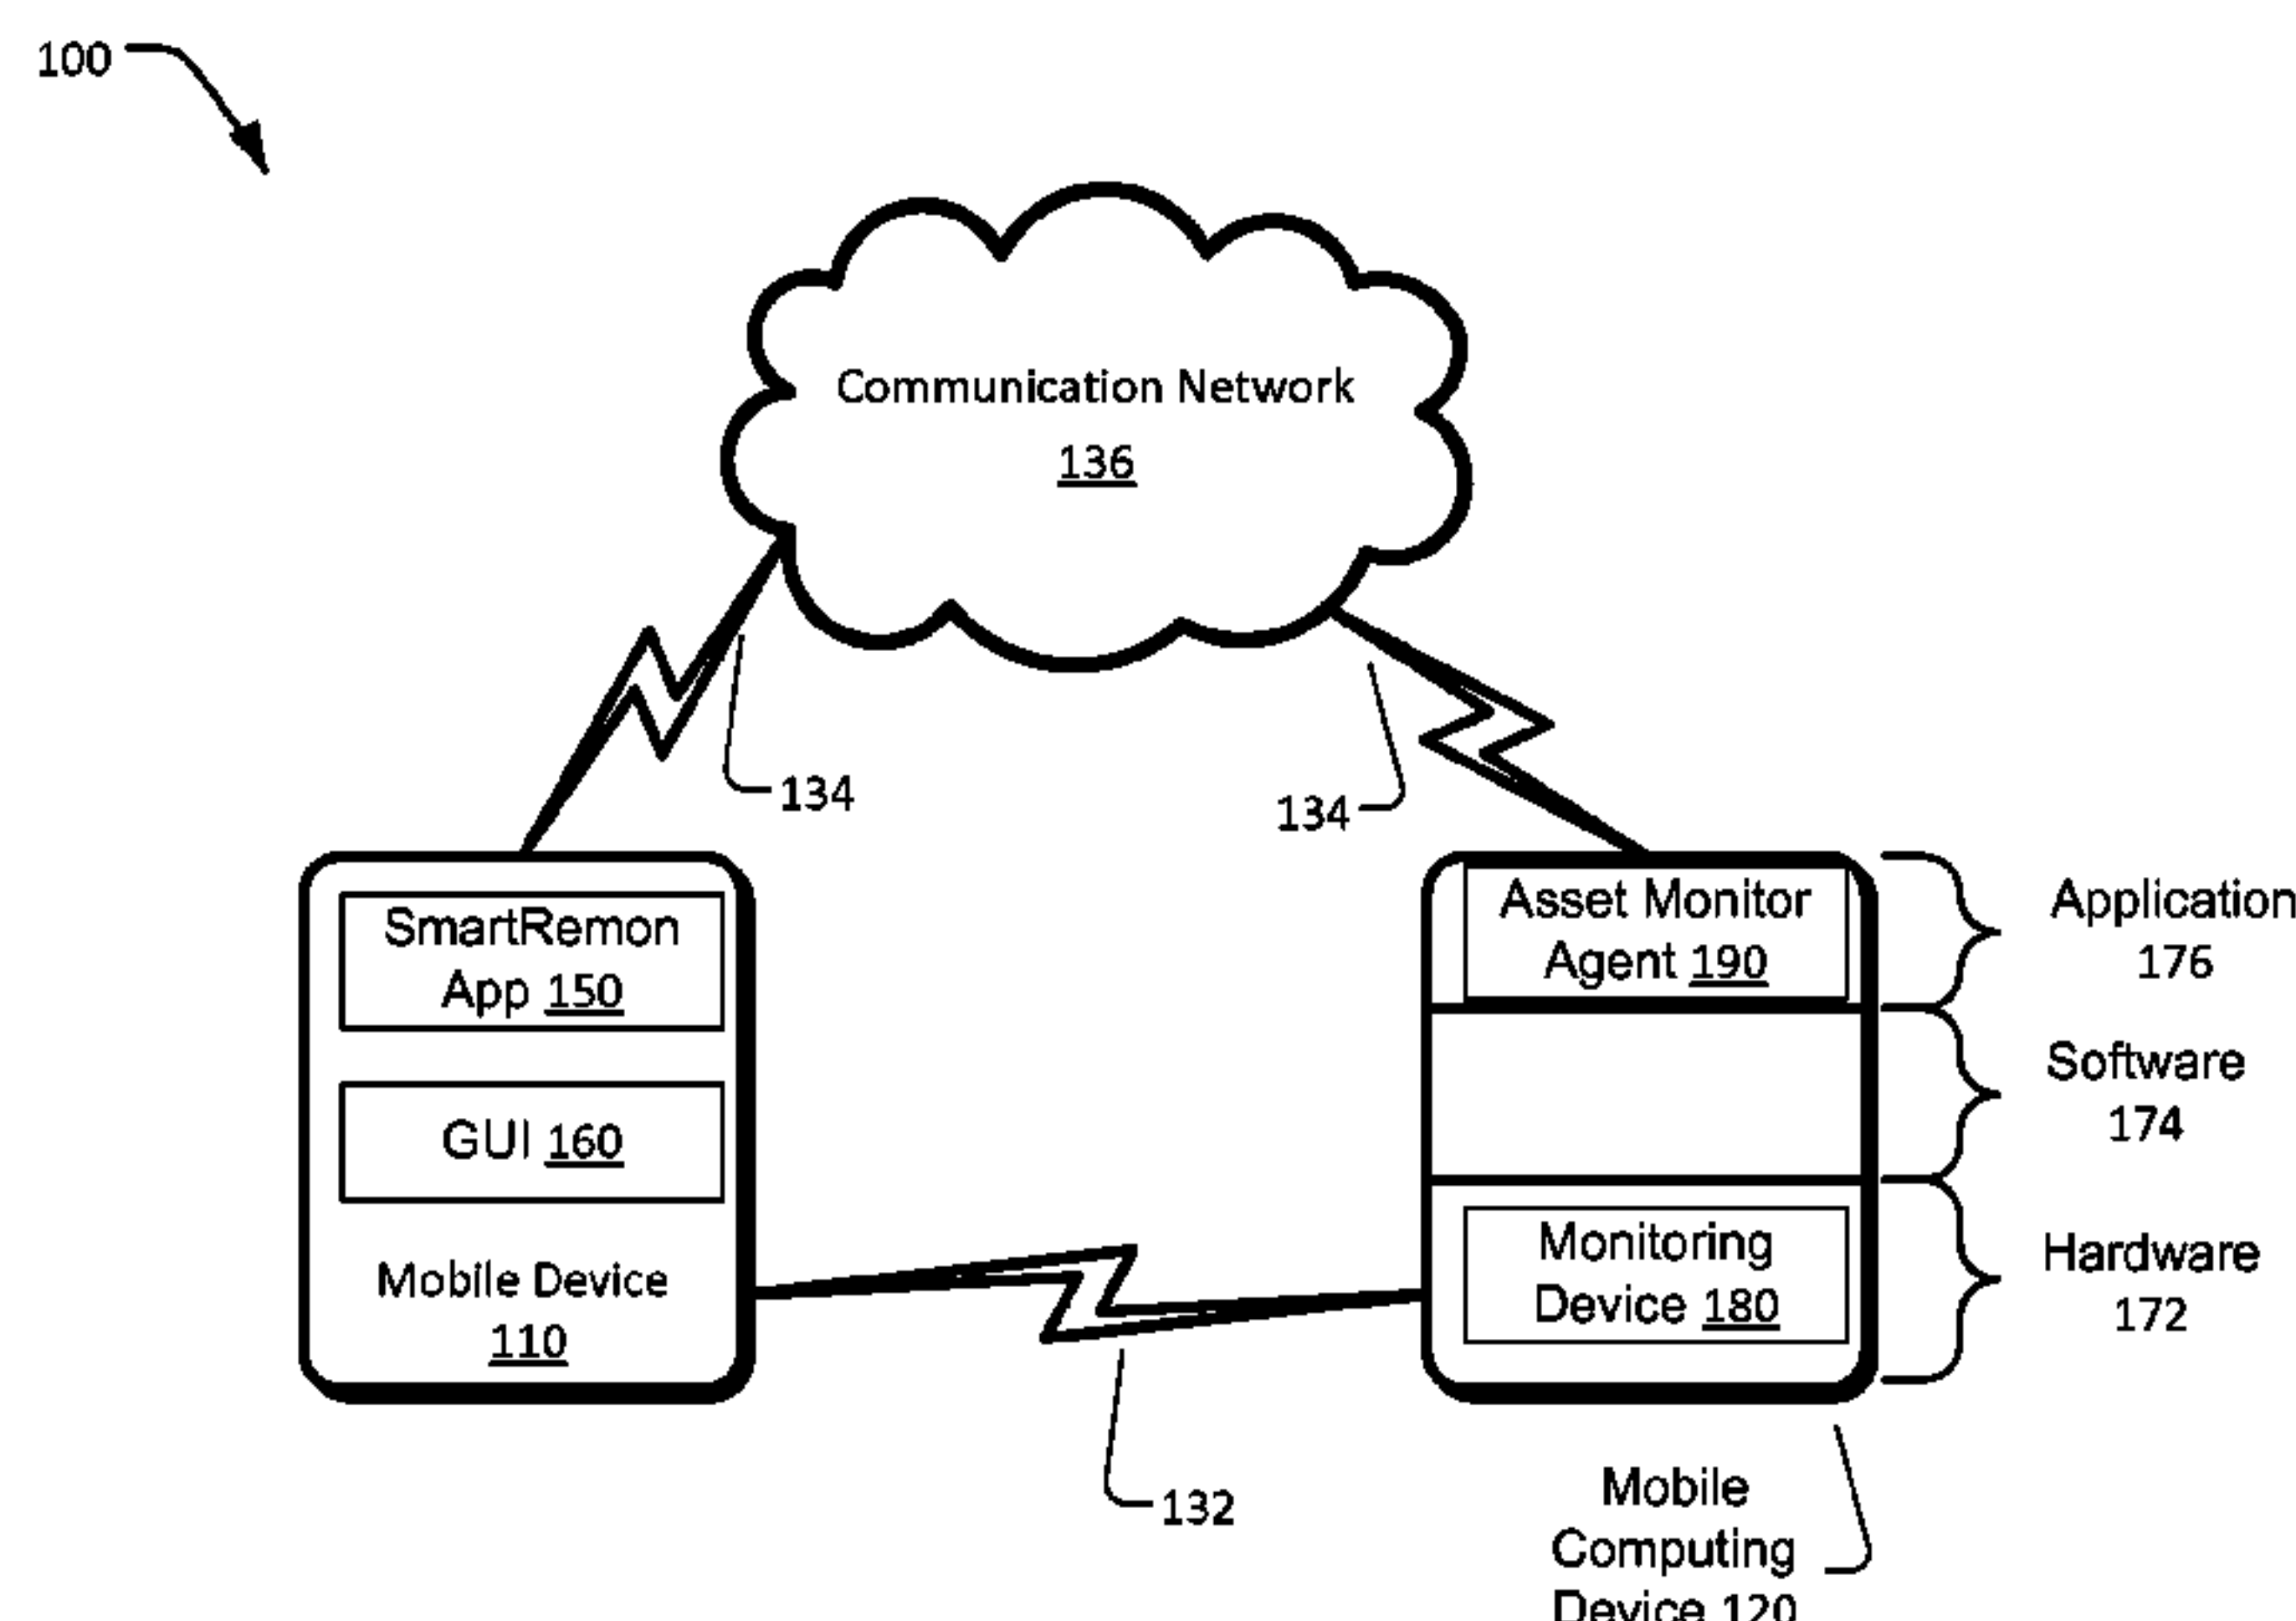 100
Communication Network
136
134
134
SmartRemon
App 150
GUI 160
Mobile Device
110
Asset Monitor
Agent 190
Monitoring
Device 180
Application
176
Software
174
Hardware
172
132
Mobile
Computing
Device 120